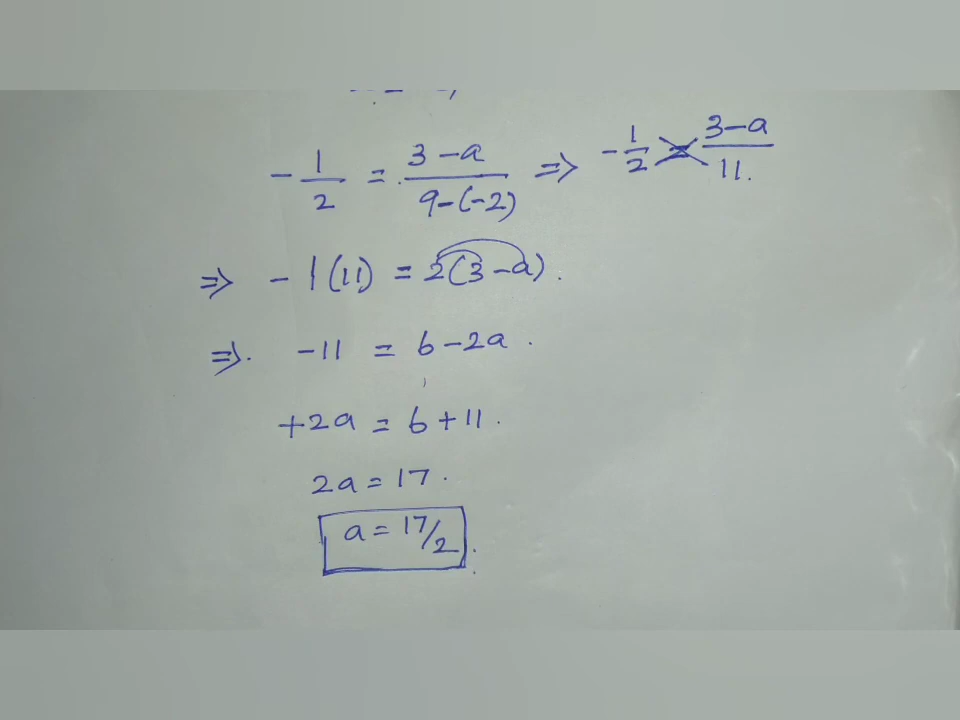 -1/2 = 3-a/9-(-2) ⇒ -1/2 = 3-a/11.
⇒ -1(11) = 2(3-a).
⇒. -11 = 6-2a.
+2a = 6+11.
2a = 17.
a = 17/2.